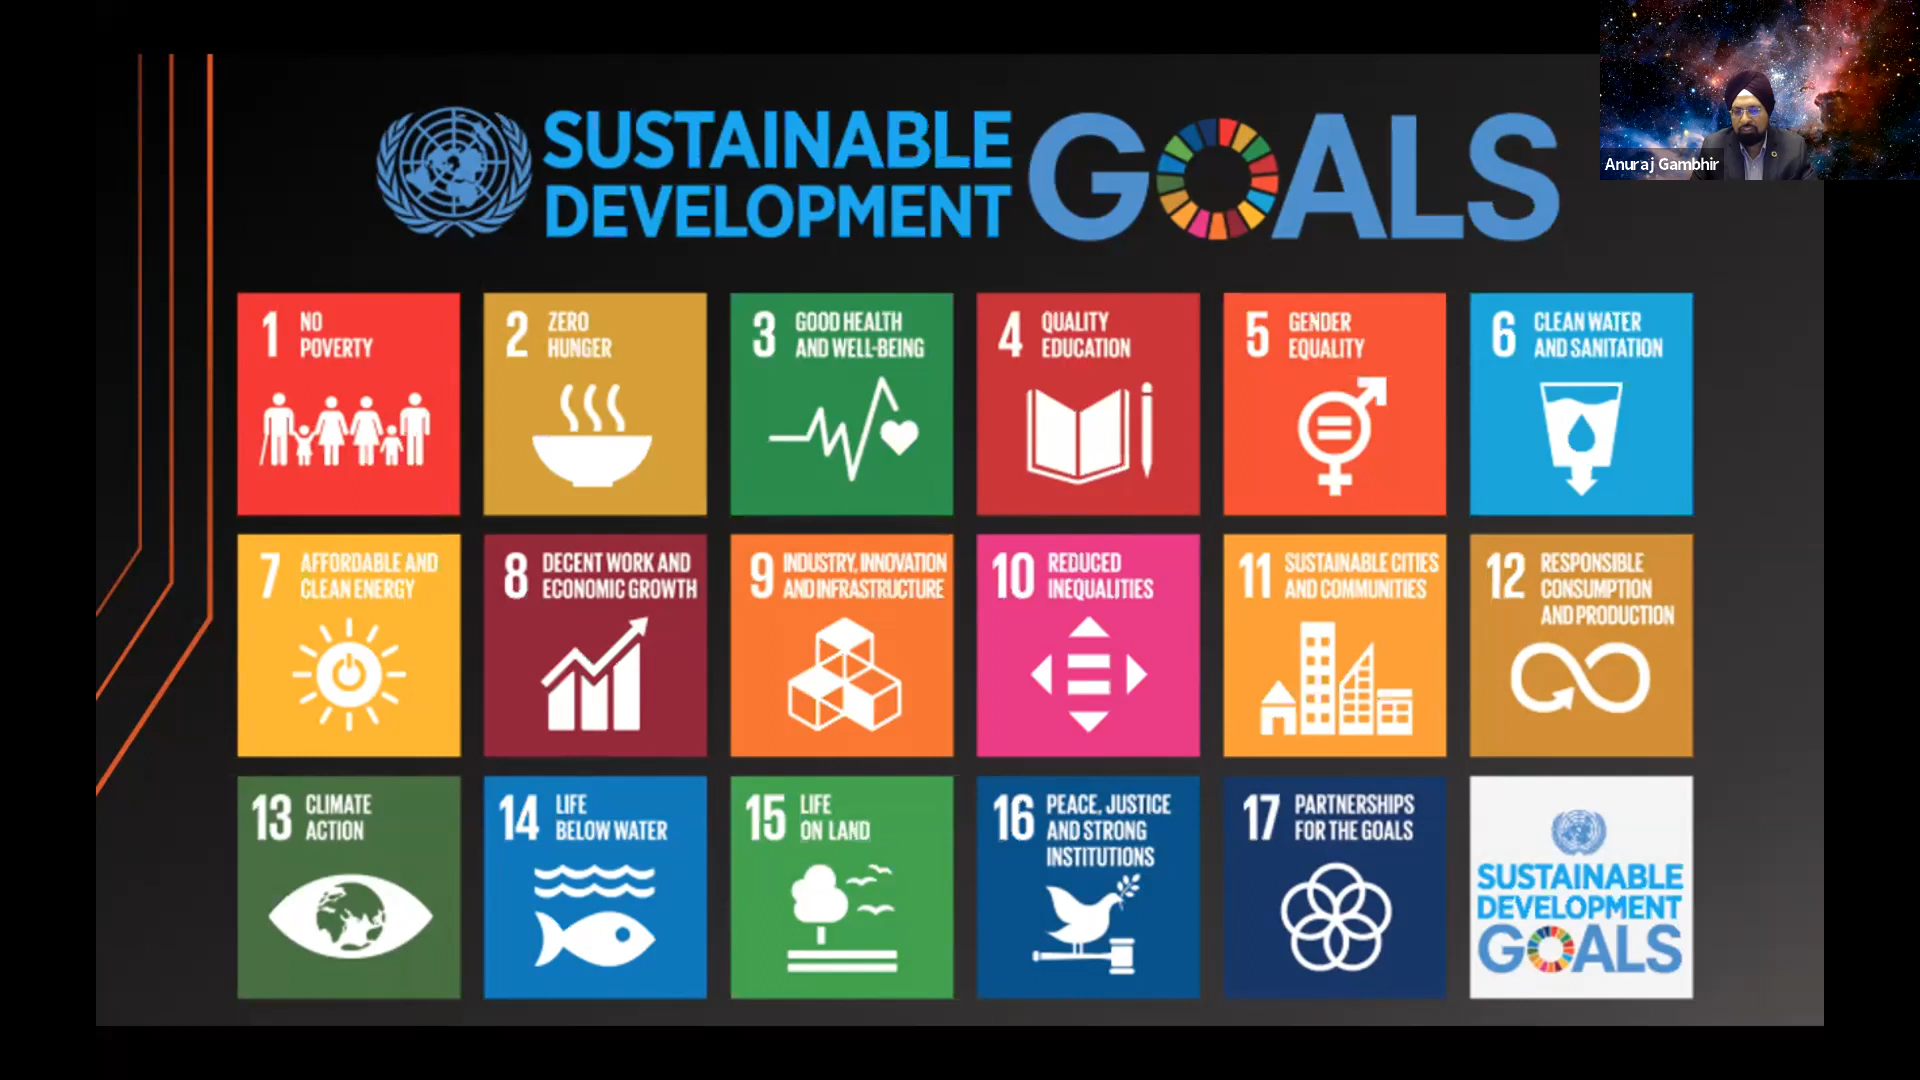 SUSTAINABLE
DEVELOPMENT
GOALS
Anuraj Gambhir
1 NO
POVERTY
2 ZERO
HUNGER
3 GOOD HEALTH
AND WELL-BEING
4 QUALITY
EDUCATION
5 GENDER
EQUALITY
6 CLEAN WATER
AND SANITATION
7 AFFORDABLE AND
CLEAN ENERGY
8 DECENT WORK AND
ECONOMIC GROWTH
9 INDUSTRY, INNOVATION
AND INFRASTRUCTURE
10 REDUCED
INEQUALITIES
11 SUSTAINABLE CITIES
AND COMMUNITIES
12 RESPONSIBLE
CONSUMPTION
AND PRODUCTION
13 CLIMATE
ACTION
14 LIFE
BELOW WATER
15 LIFE
ON LAND
16 PEACE, JUSTICE
AND STRONG
INSTITUTIONS
17 PARTNERSHIPS
FOR THE GOALS
SUSTAINABLE
DEVELOPMENT
GOALS